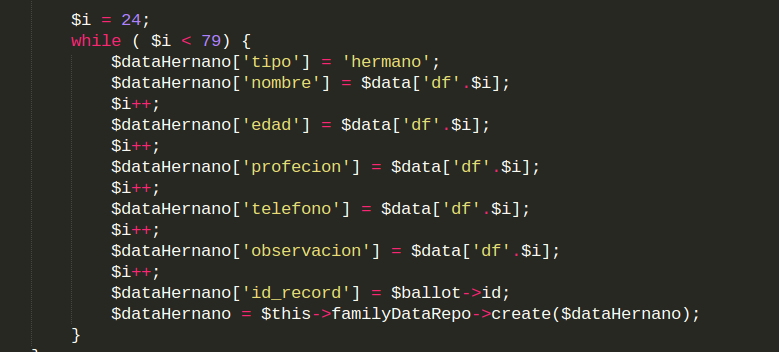 $i = 24;
while ( $i < 79) {
$dataHernano['tipo'] = 'hermano';
$dataHernano['nombre'] = $data['df'.$i];
$i++;
$dataHernano['edad'] = $data['df'.$i];
$i++;
$dataHernano['profecion'] = $data['df'.$i];
$i++;
$dataHernano['telefono'] = $data['df'.$i];
$i++;
$dataHernano['observacion'] = $data['df'.$i];
$i++;
$dataHernano['id_record'] = $ballot->id;
$dataHernano = $this->familyDataRepo->create($dataHernano);
}